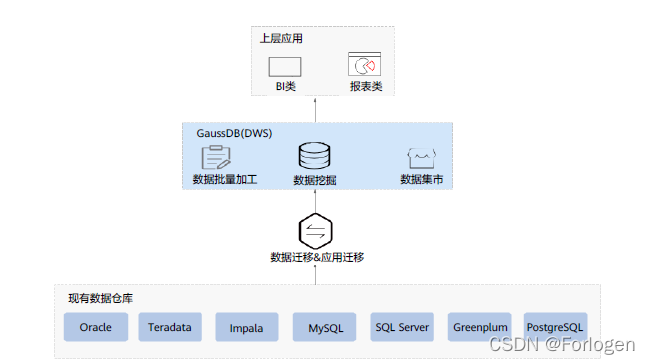 上层应用
BI类 报表类
GaussDB(DWS)
数据批量加工 数据挖掘 数据集市
数据迁移&应用迁移
现有数据仓库
Oracle Teradata Impala MySQL SQL Server Greenplum PostgreSQL
CSDN @Forlogen